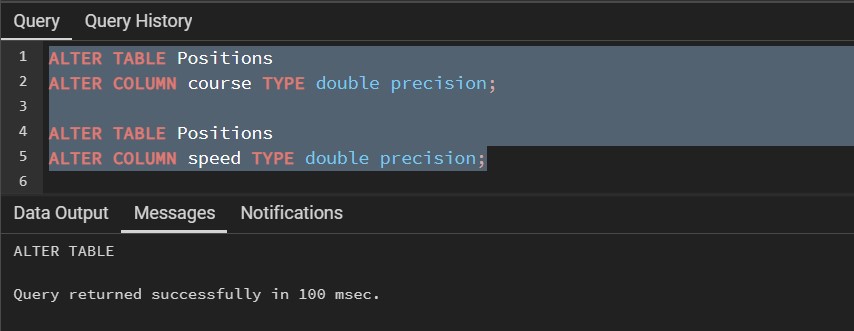 Query Query History
1 ALTER TABLE Positions
2 ALTER COLUMN course TYPE double precision;
3
4 ALTER TABLE Positions
5 ALTER COLUMN speed TYPE double precision;
6
Data Output Messages Notifications
ALTER TABLE
Query returned successfully in 100 msec.